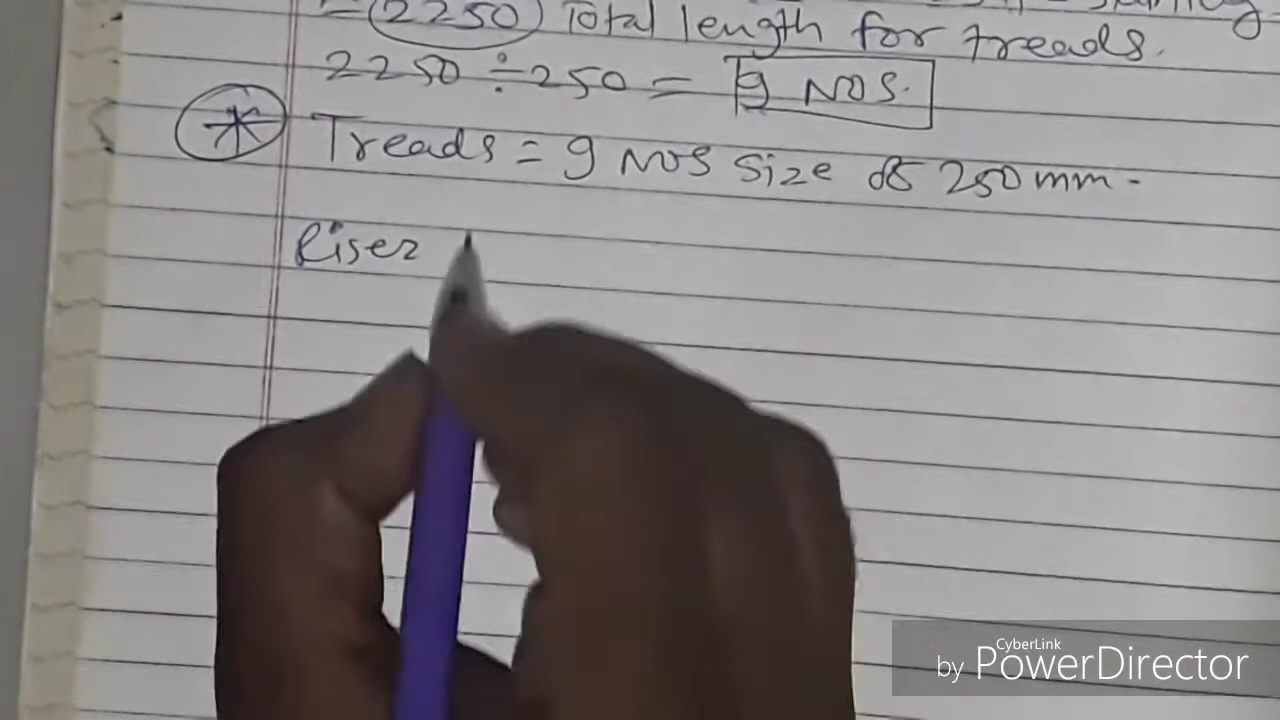 = 2250 Total length for treads.
2250 ÷ 250 = 9 NOS.
* Treads = 9 NOS size of 250 mm.
Riser
CyberLink
by PowerDirector